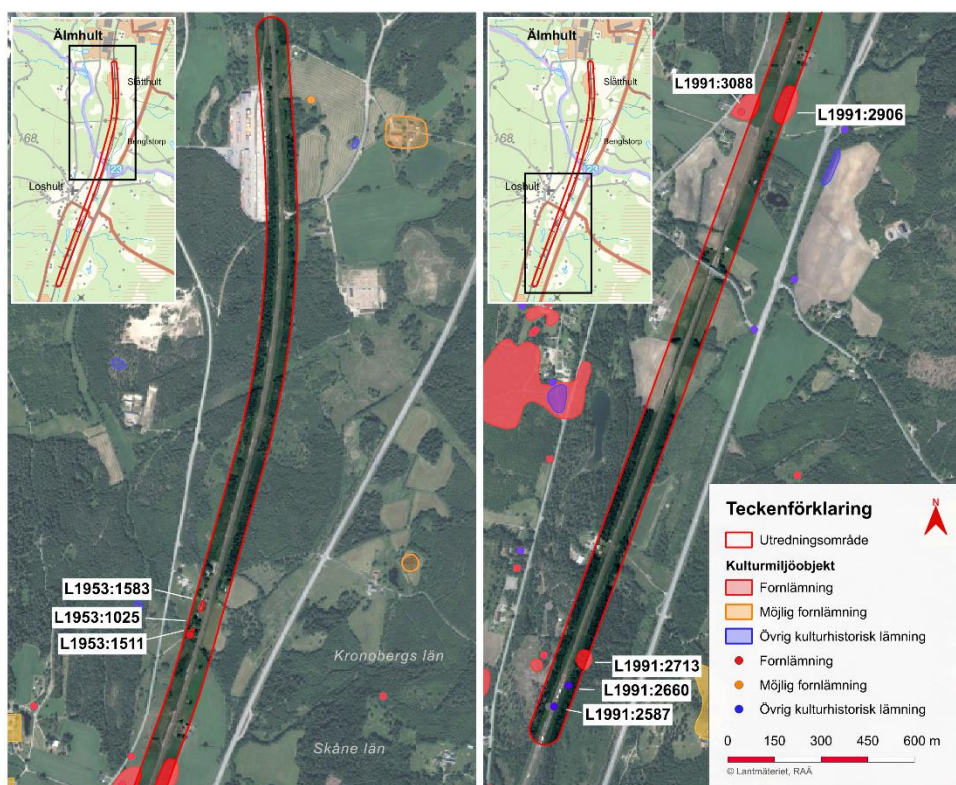 Älmhult
Slätthult
168.
Bengtstorp
23
Loshult
L1953:1583
L1953:1025
L1953:1511
Kronobergs län
Skåne län
Älmhult
Slätthult
168.
Bengtstorp
23
Loshult
L1991:3088
L1991:2906
L1991:2713
L1991:2660
L1991:2587
Teckenförklaring
N
Utredningsområde
Kulturmiljöobjekt
Fornlämning
Möjlig fornlämning
Övrig kulturhistorisk lämning
Fornlämning
Möjlig fornlämning
Övrig kulturhistorisk lämning
0 150 300 450 600 m
© Lantmäteriet, RAÄ